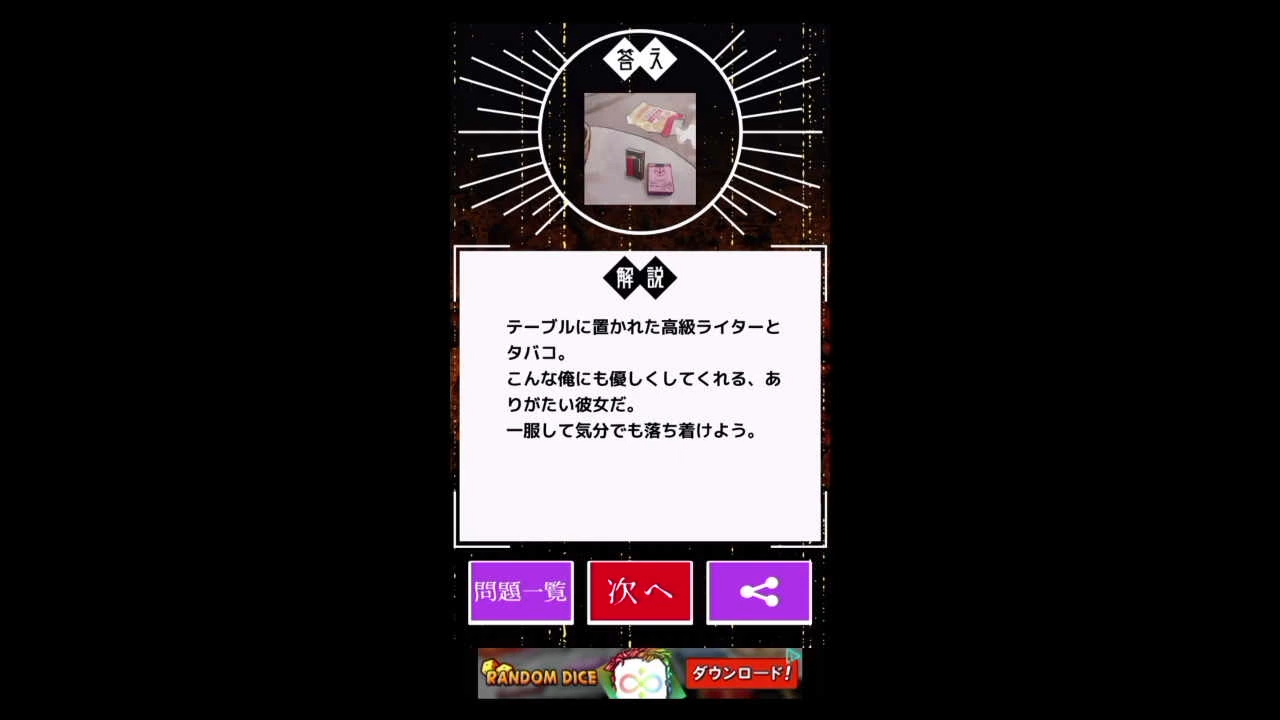 答え
解説
テーブルに置かれた高級ライターと
タバコ。
こんな俺にも優しくしてくれる、あ
りがたい彼女だ。
一服して気分でも落ち着けよう。
問題一覧
次へ
RANDOM DICE
ダウンロード!